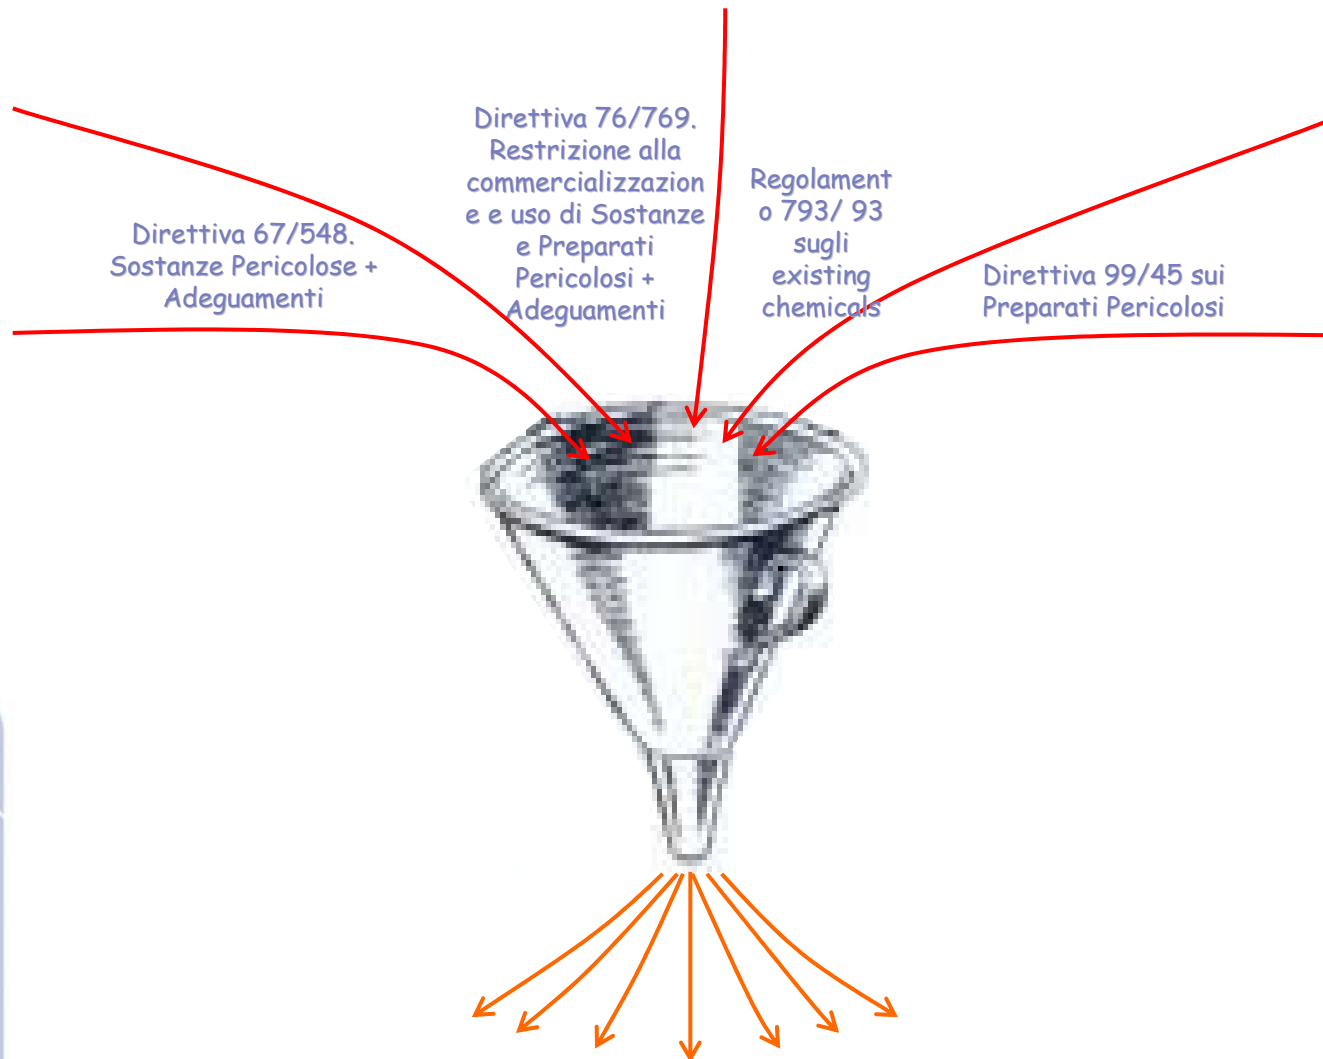 Direttiva 67/548.
Sostanze Pericolose +
Adeguamenti
Direttiva 76/769.
Restrizione alla
commercializzazion
e e uso di Sostanze
e Preparati
Pericolosi +
Adeguamenti
Regolament
o 793/ 93
sugli
existing
chemicals
Direttiva 99/45 sui
Preparati Pericolosi